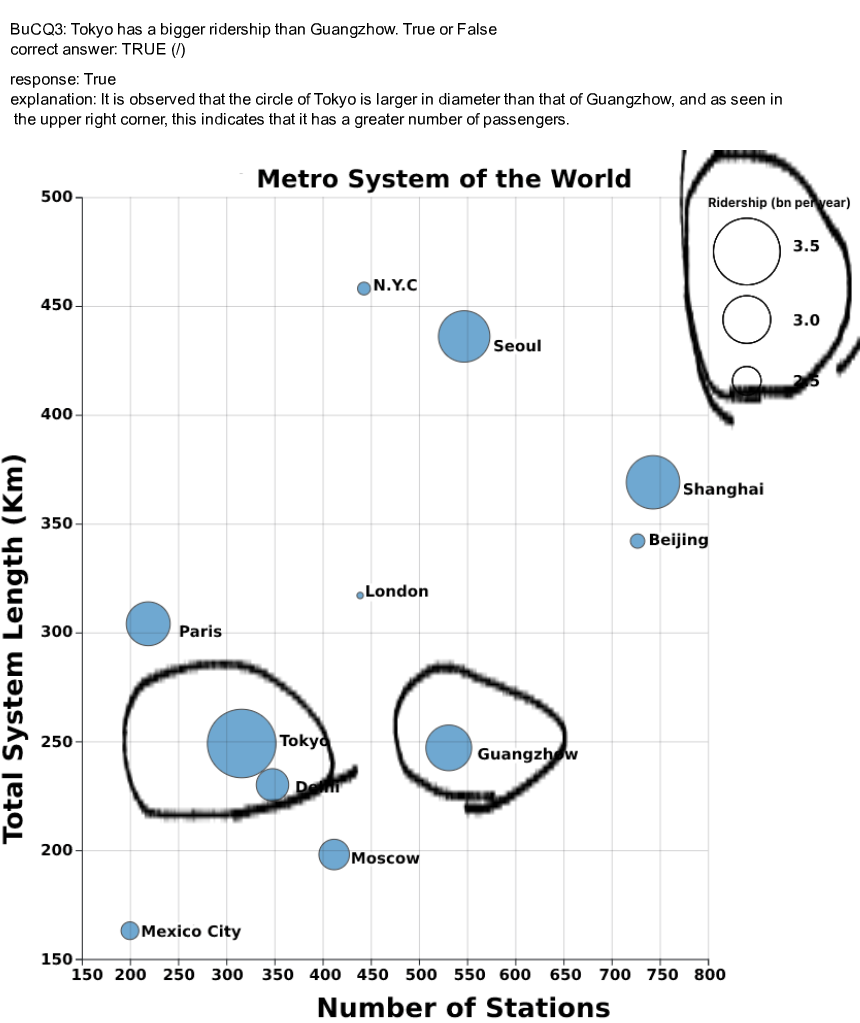 BuCQ3: Tokyo has a bigger ridership than Guangzhow. True or False
correct answer: TRUE (/)
response: True
explanation: It is observed that the circle of Tokyo is larger in diameter than that of Guangzhow, and as seen in
the upper right corner, this indicates that it has a greater number of passengers.
Metro System of the World
Ridership (bn per year)
3.5
3.0
2.5
500
450
400
350
300
250
200
150
Total System Length (Km)
N.Y.C
Seoul
Shanghai
Beijing
London
Paris
Tokyo
Guangzhow
Delhi
Moscow
Mexico City
150 200 250 300 350 400 450 500 550 600 650 700 750 800
Number of Stations